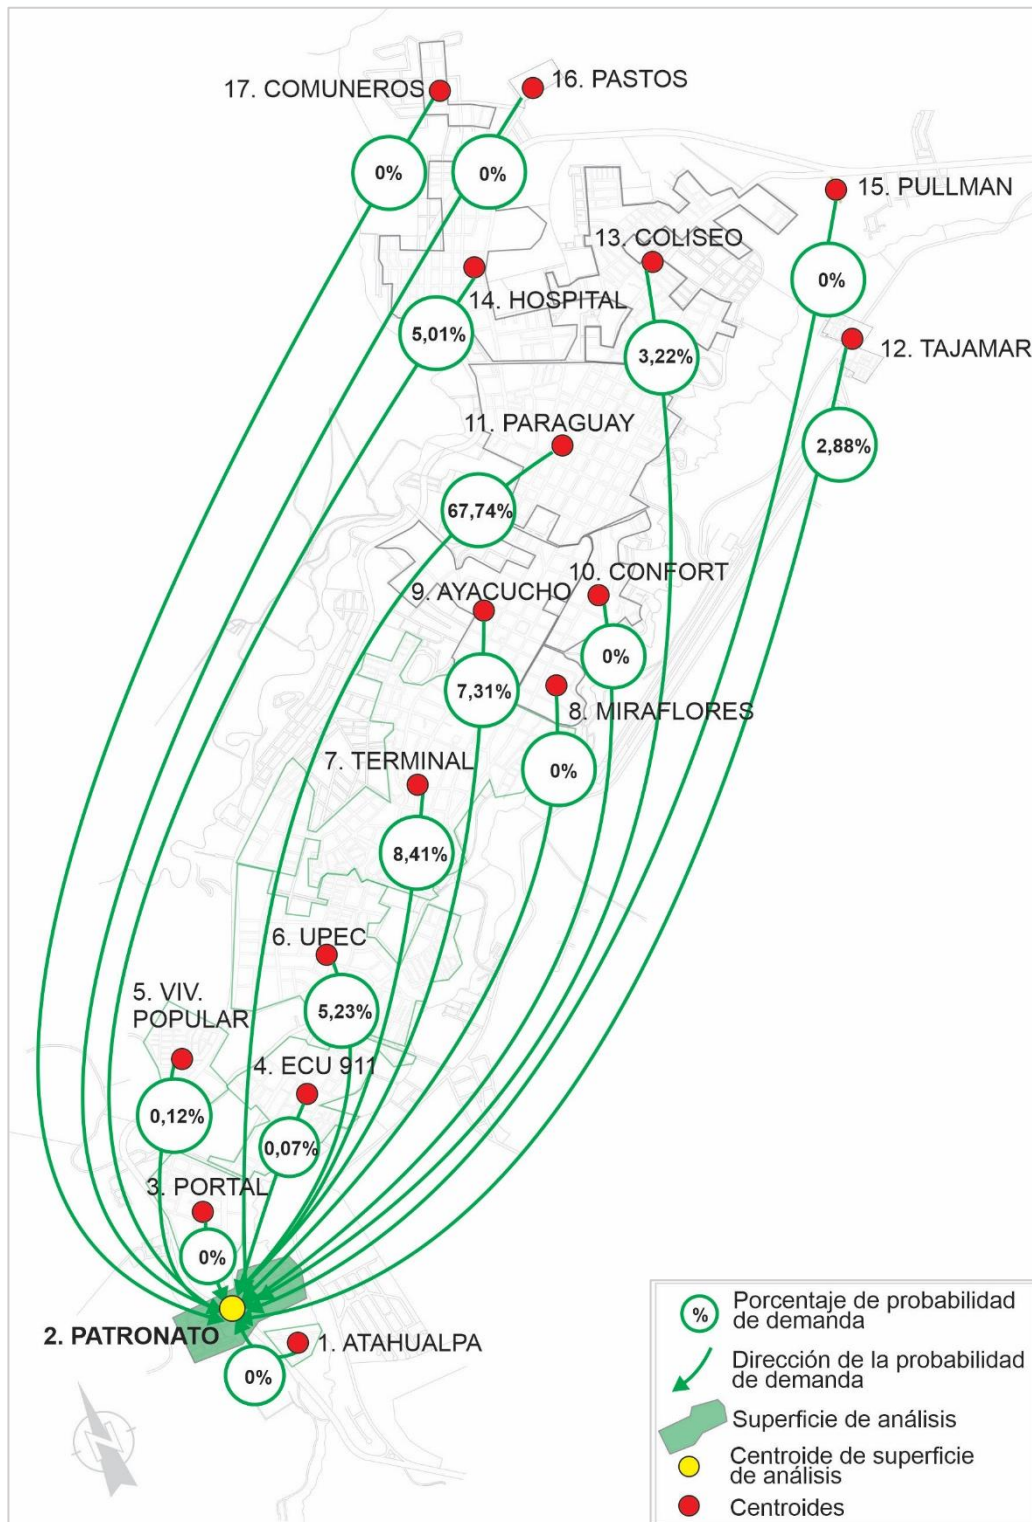 17. COMUNEROS
16. PASTOS
0%
0%
15. PULLMAN
13. COLISEO
14. HOSPITAL
0%
5,01%
3,22%
12. TAJAMAR
11. PARAGUAY
2,88%
67,74%
10. CONFORT
9. AYACUCHO
0%
7,31%
8. MIRAFLORES
7. TERMINAL
0%
8,41%
6. UPEC
5. VIV.
POPULAR
5,23%
4. ECU 911
0,12%
0,07%
3. PORTAL
0%
2. PATRONATO
1. ATAHUALPA
0%
% Porcentaje de probabilidad
de demanda
Dirección de la probabilidad
de demanda
Superficie de análisis
Centroide de superficie
de análisis
Centroides